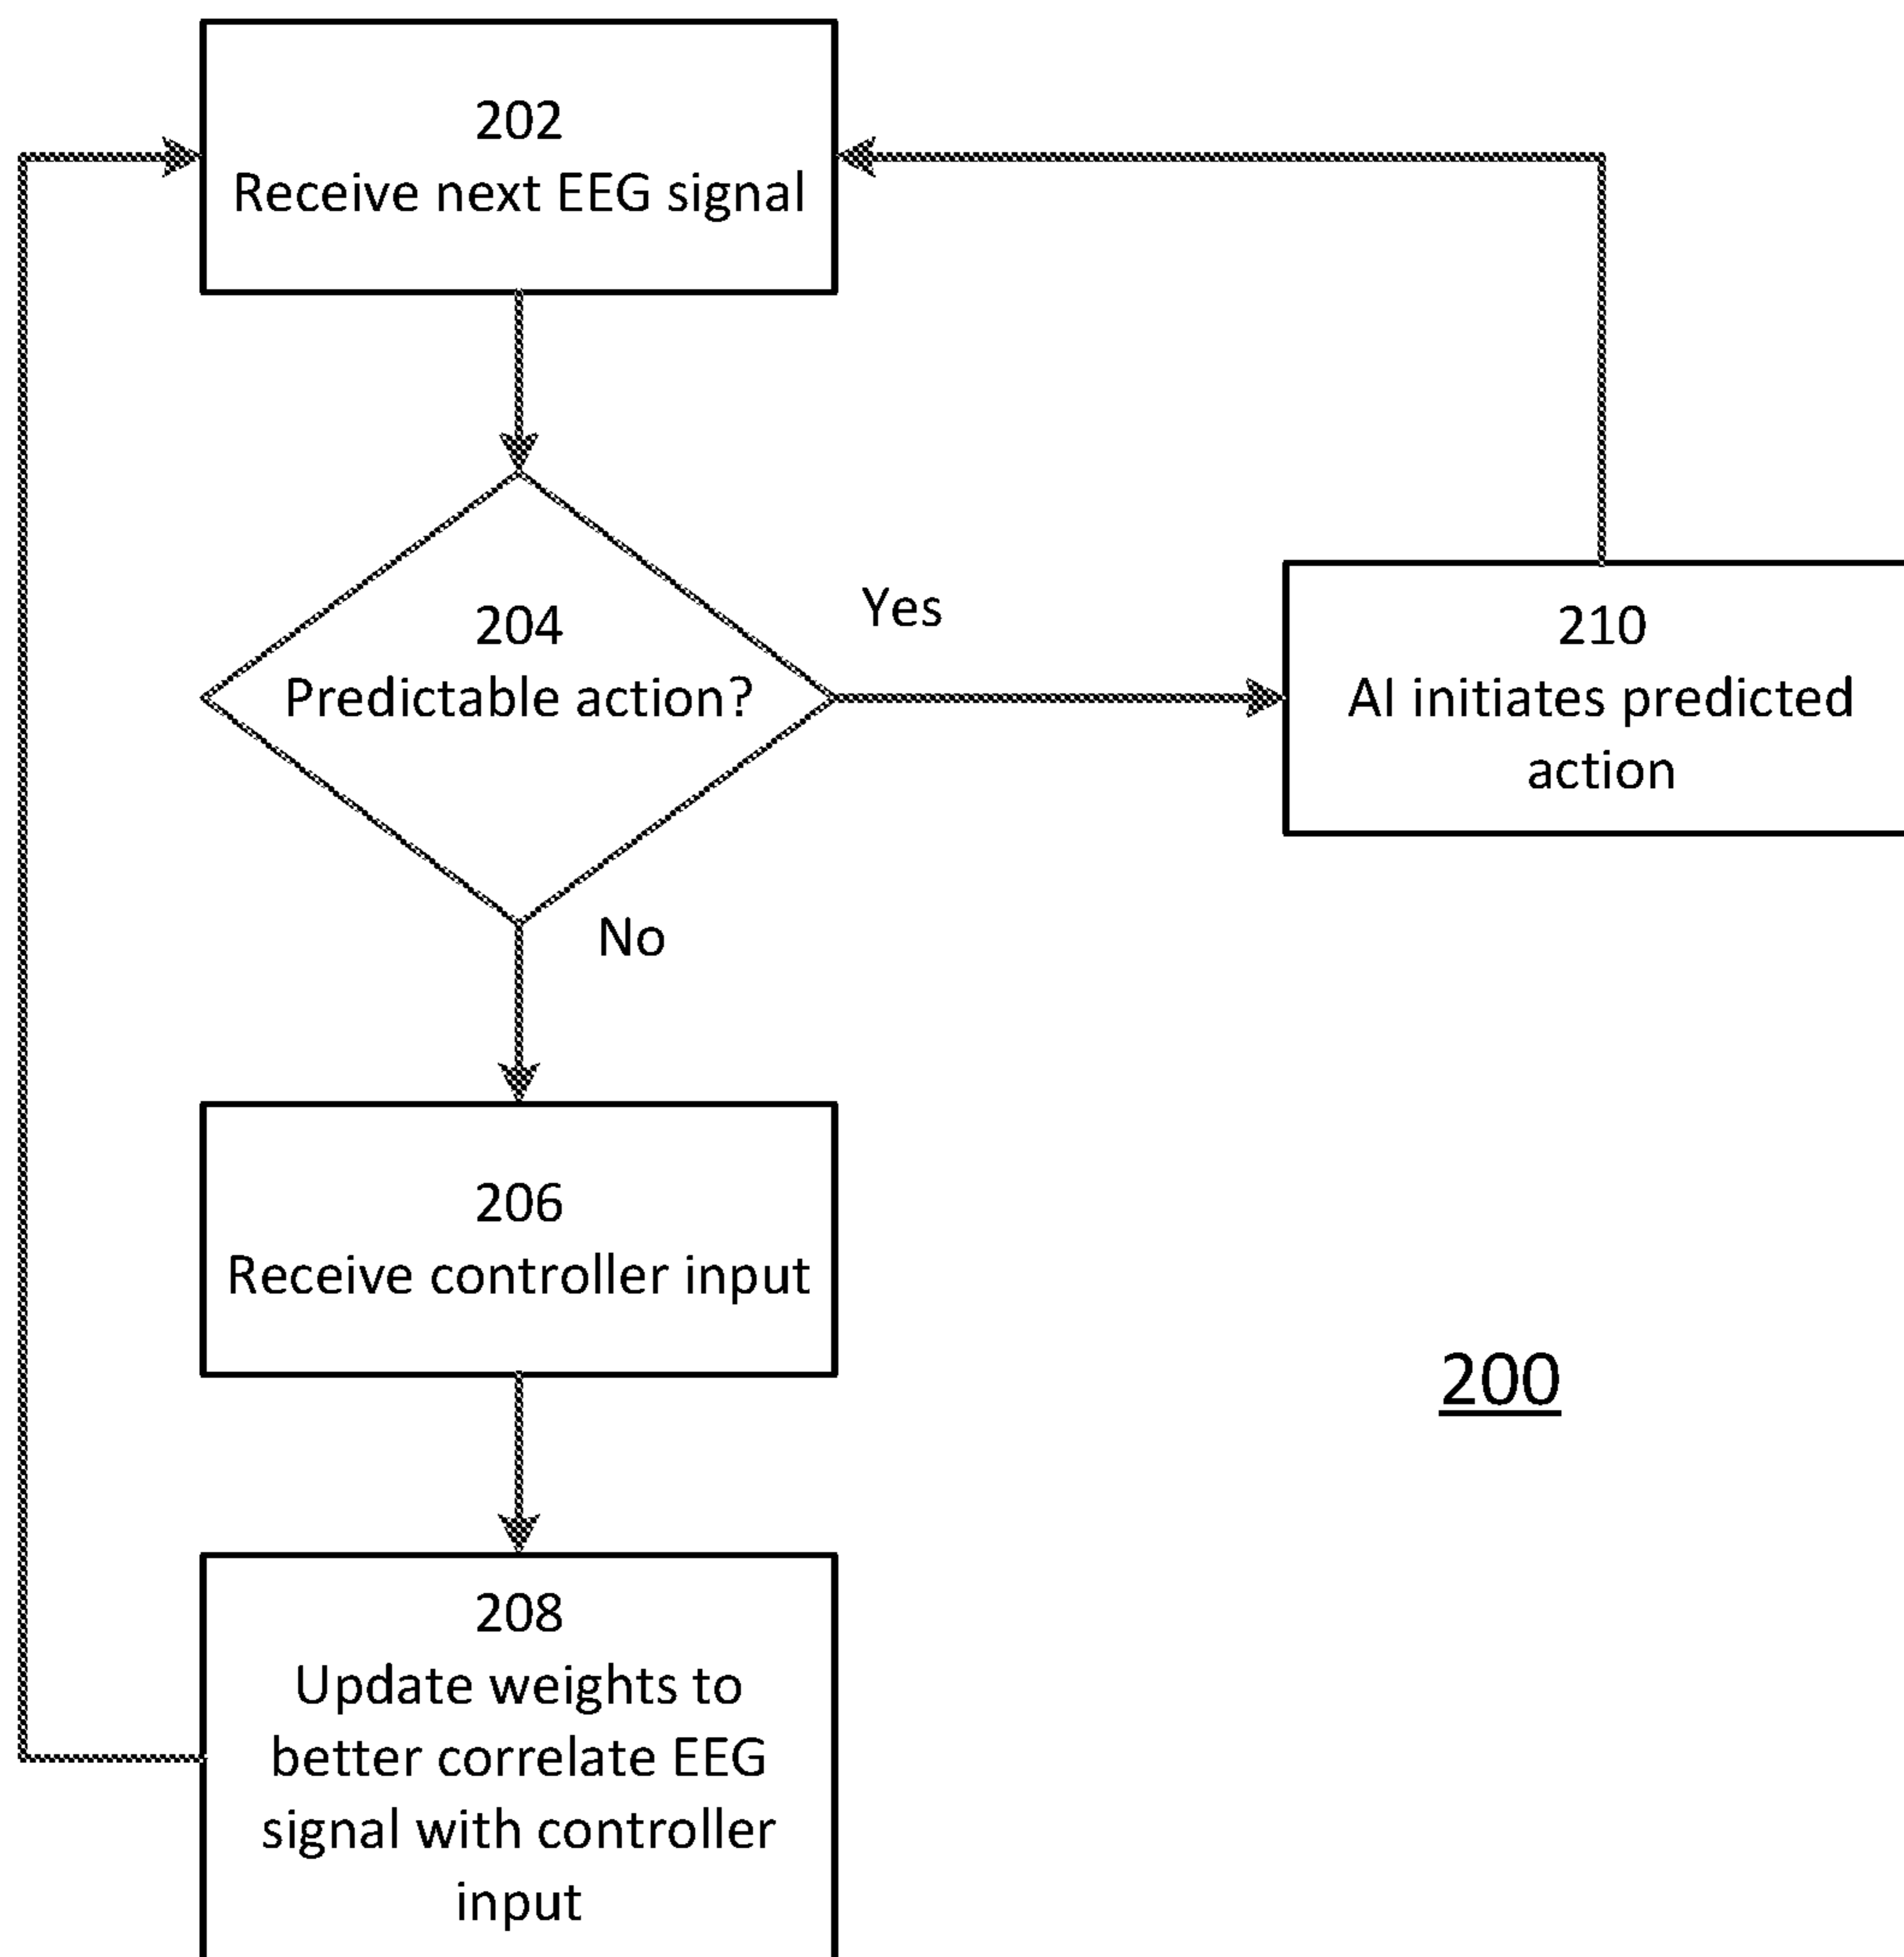 202
Receive next EEG signal
204
Predictable action?
Yes
210
AI initiates predicted
action
No
206
Receive controller input
200
208
Update weights to
better correlate EEG
signal with controller
input